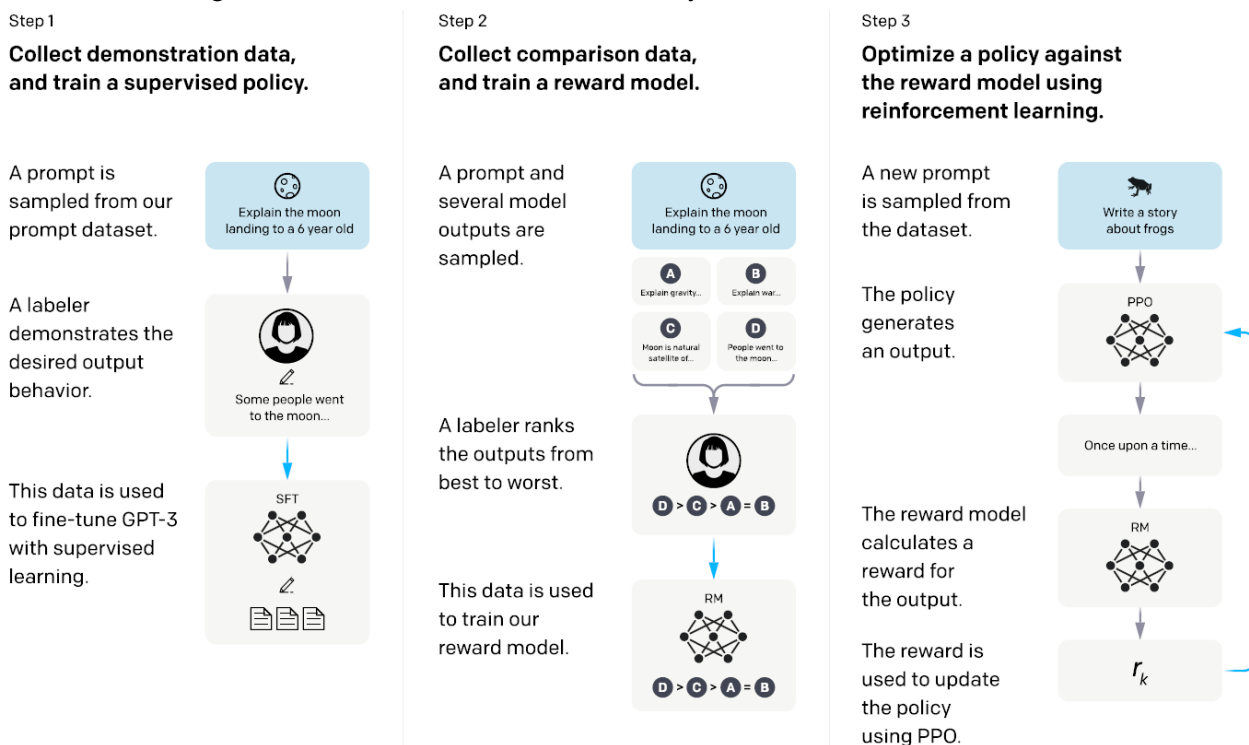 Step 1
Collect demonstration data,
and train a supervised policy.
A prompt is
sampled from our
prompt dataset.
Explain the moon
landing to a 6 year old
A labeler
demonstrates the
desired output
behavior.
Some people went
to the moon...
This data is used
to fine-tune GPT-3
with supervised
learning.
SFT
Step 2
Collect comparison data,
and train a reward model.
A prompt and
several model
outputs are
sampled.
Explain the moon
landing to a 6 year old
A
Explain gravity...
B
Explain war...
C
Moon is natural
satellite of...
D
People went to
the moon...
A labeler ranks
the outputs from
best to worst.
D > C > A = B
This data is used
to train our
reward model.
RM
D > C > A = B
Step 3
Optimize a policy against
the reward model using
reinforcement learning.
A new prompt
is sampled from
the dataset.
Write a story
about frogs
The policy
generates
an output.
PPO
Once upon a time...
The reward model
calculates a
reward for
the output.
RM
The reward is
used to update
the policy
using PPO.
rₖ